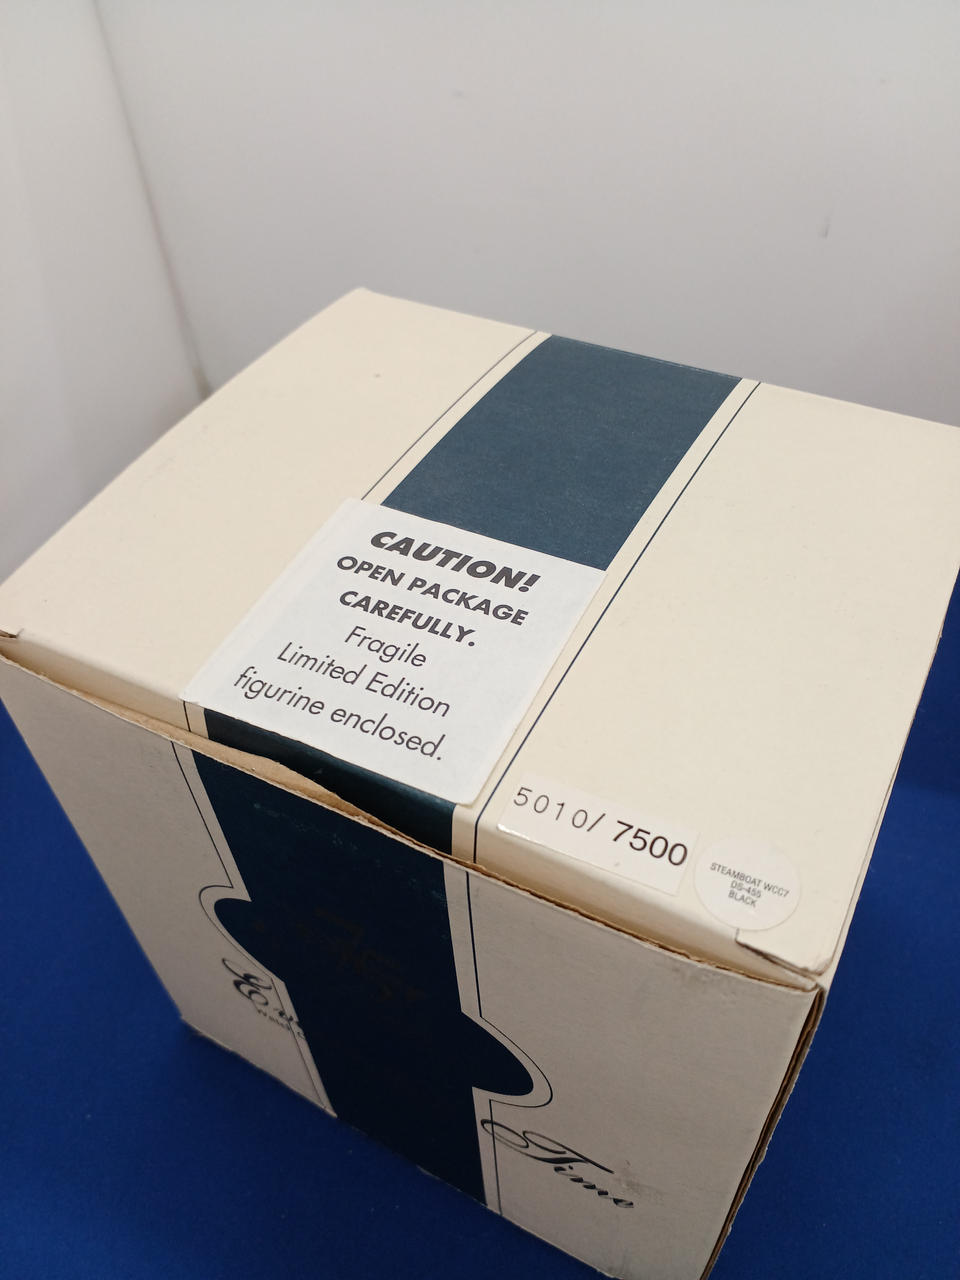 CAUTION!
OPEN PACKAGE
CAREFULLY.
Fragile
Limited Edition
figurine enclosed.
5010/ 7500
STEAMBOAT WCC7
DS-455
BLACK
Time